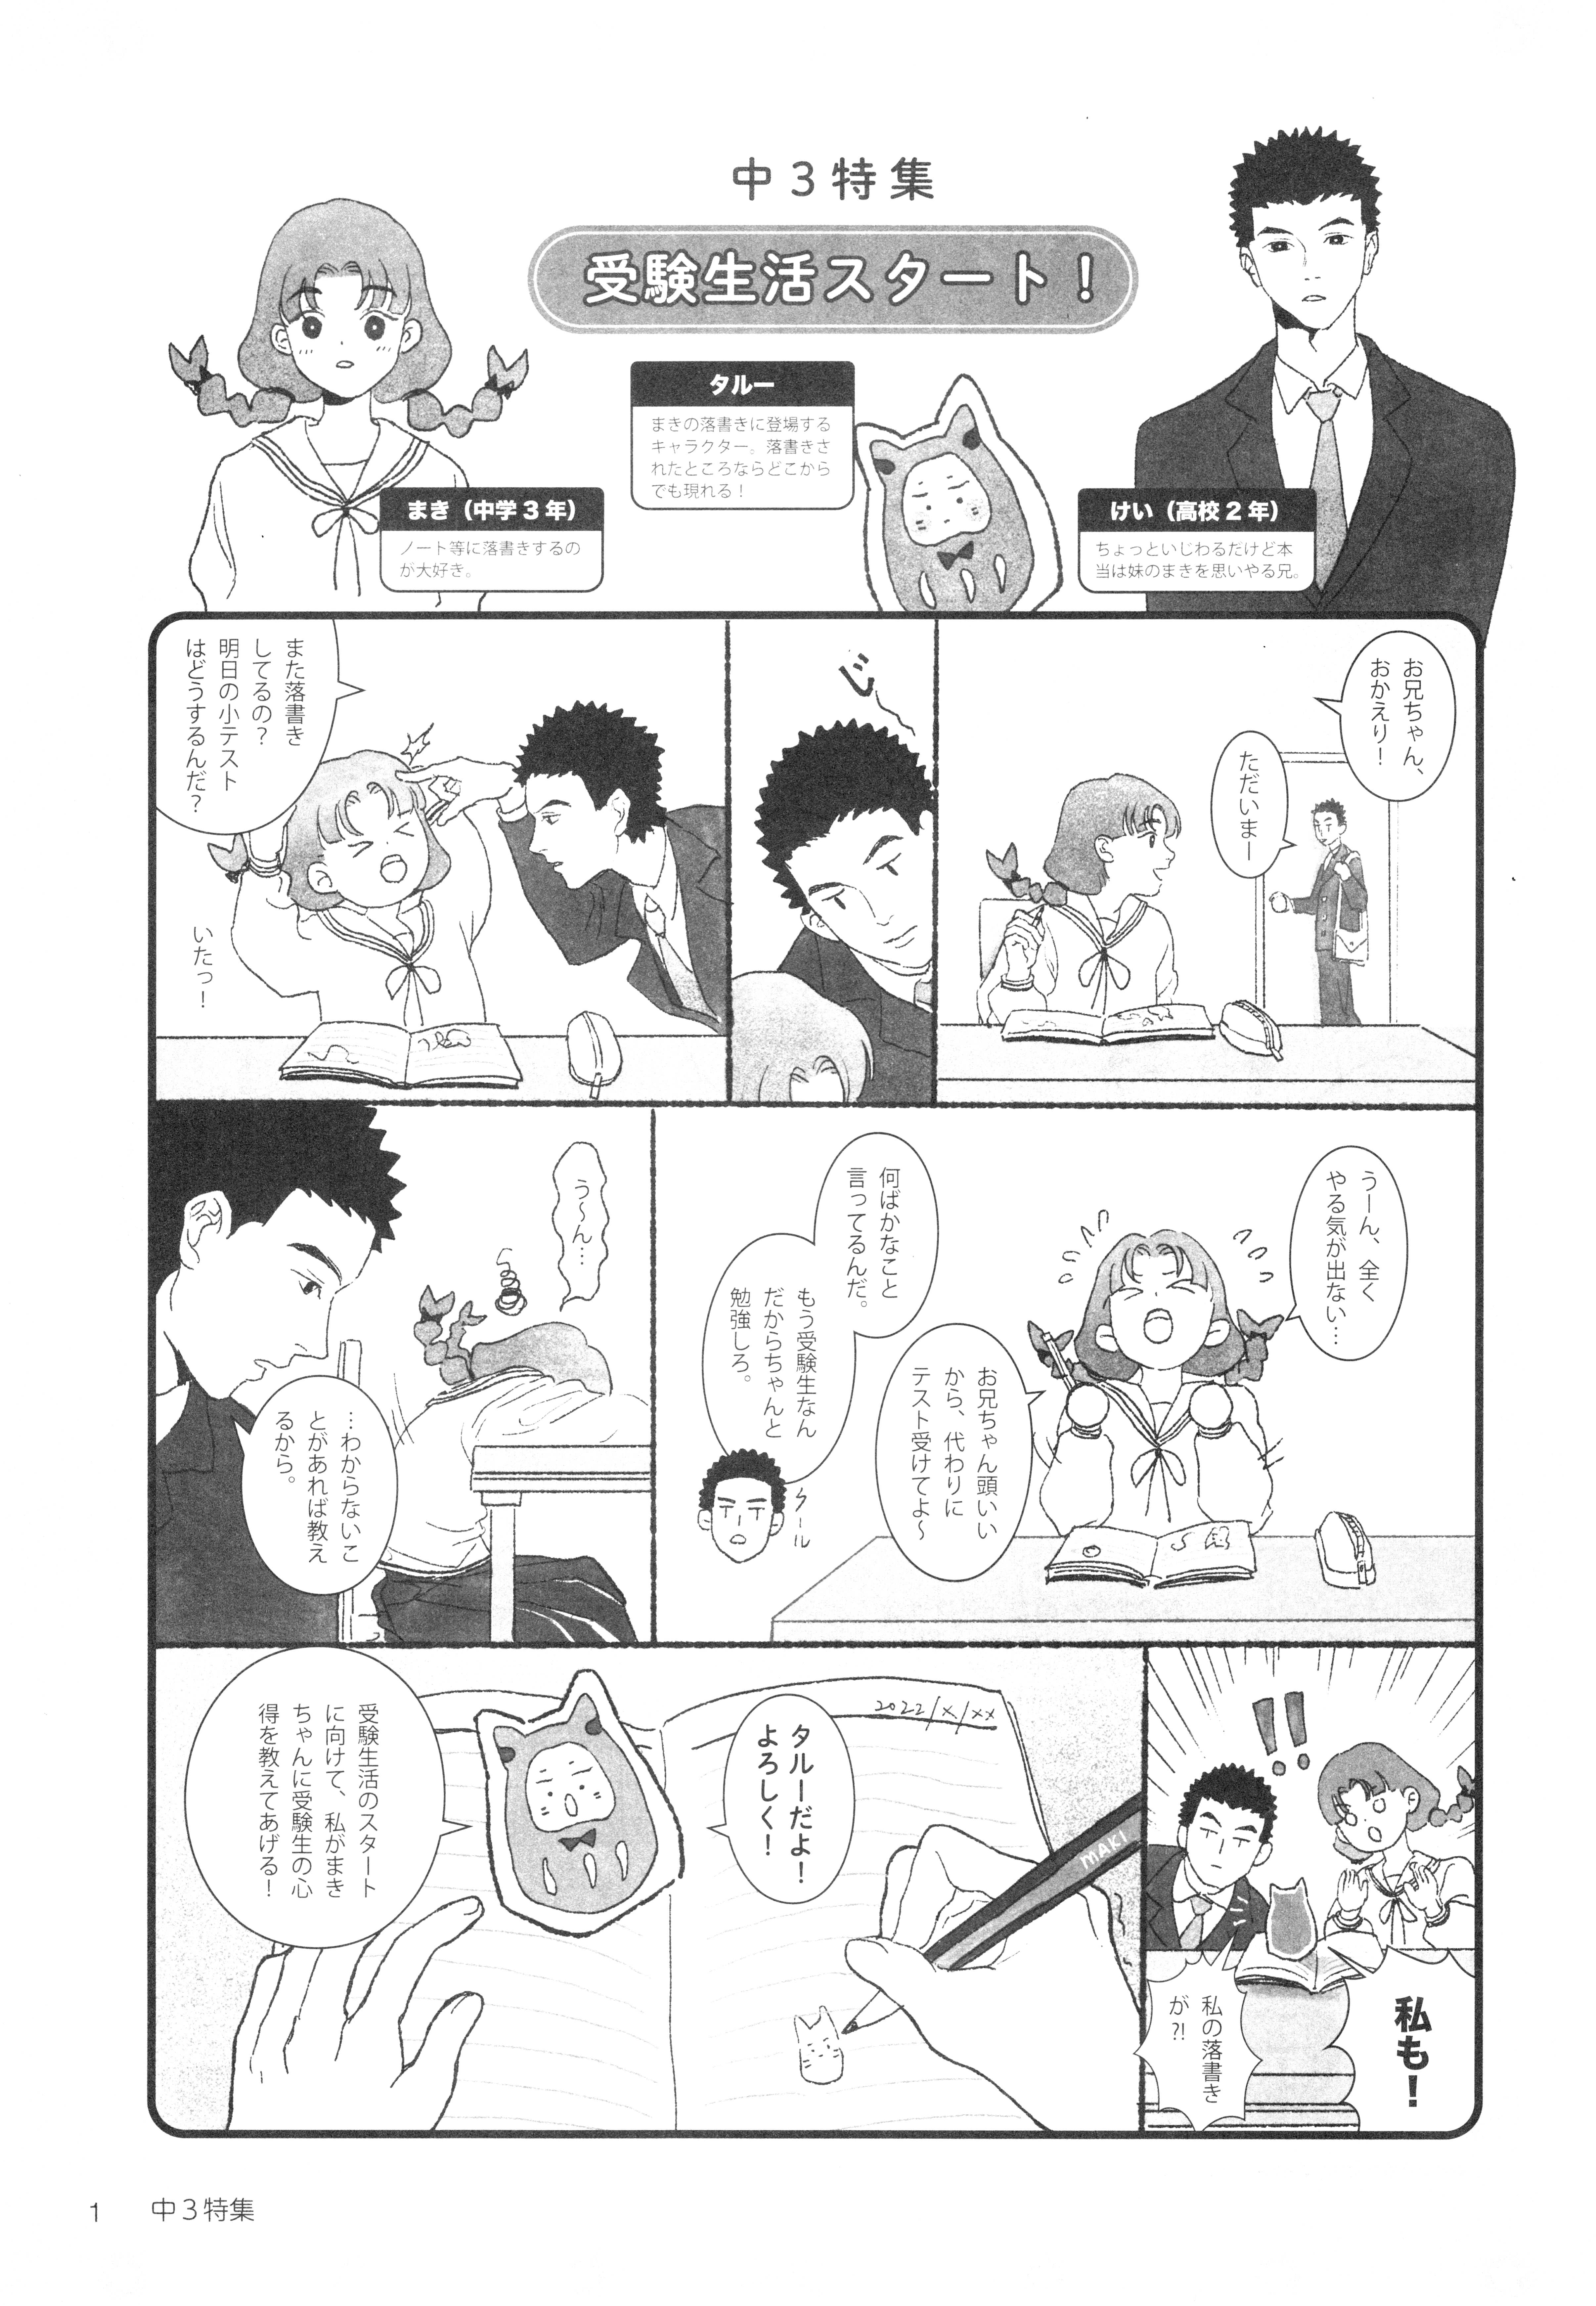 中３特集
受験生活スタート！
タルー
まきの落書きに登場する
キャラクター。落書きさ
れたところならどこから
でも現れる！
まき（中学３年）
ノート等に落書きするの
が大好き。
けい（高校２年）
ちょっといじわるだけど本
当は妹のまきを思いやる兄。
お兄ちゃん、
おかえり！
ただいまー
じー
また落書き
してるの？
明日の小テスト
はどうするんだ？
いたっ！
うーん、全く
やる気が出ない…
お兄ちゃん頭いい
から、代わりに
テスト受けてよ〜
何ばかなこと
言ってるんだ。
もう受験生なん
だからちゃんと
勉強しろ。
クール
う〜ん…
…わからないこ
とがあれば教え
るから。
!!
私も！
私の落書き
が?!
2022/X/XX
MAKI
タルーだよ！
よろしく！
受験生活のスタート
に向けて、私がまき
ちゃんに受験生の心
得を教えてあげる！
1 中３特集